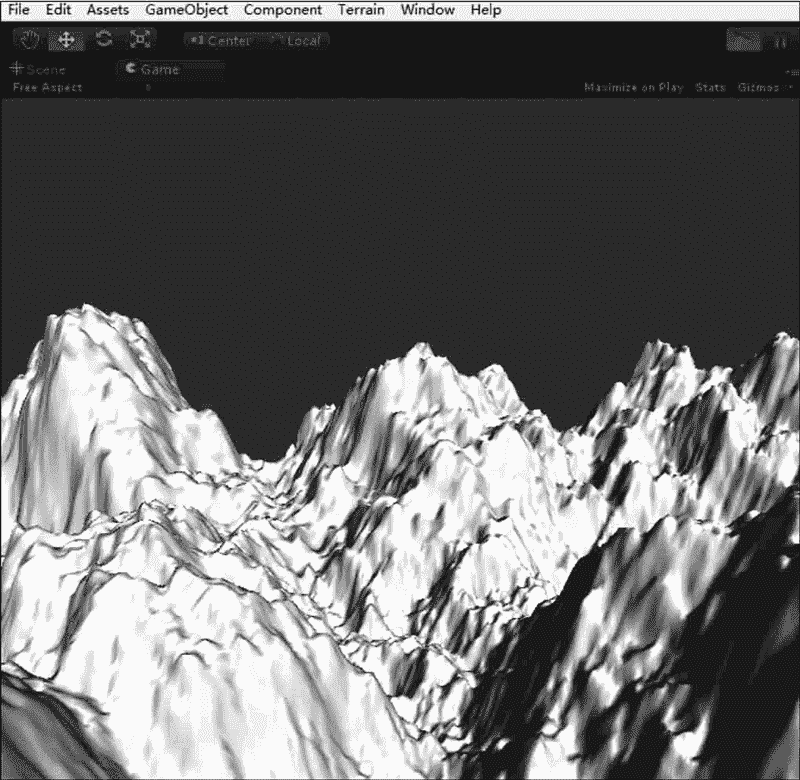 File Edit Assets GameObject Component Terrain Window Help
Center Local
Scene Game
Free Aspect Maximize on Play Stats Gizmos